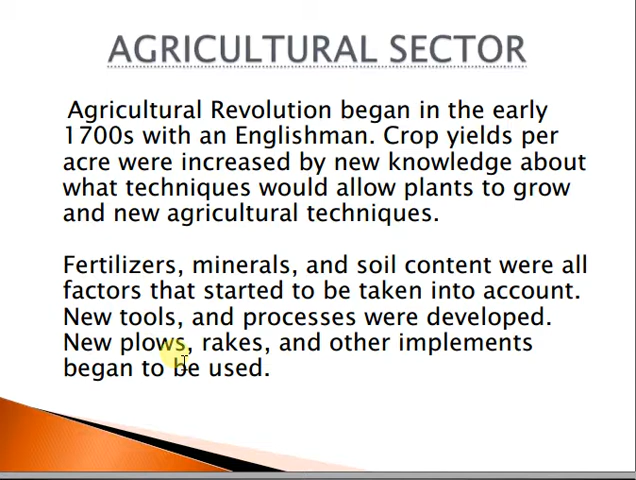 AGRICULTURAL SECTOR
Agricultural Revolution began in the early
1700s with an Englishman. Crop yields per
acre were increased by new knowledge about
what techniques would allow plants to grow
and new agricultural techniques.
Fertilizers, minerals, and soil content were all
factors that started to be taken into account.
New tools, and processes were developed.
New plows, rakes, and other implements
began to be used.